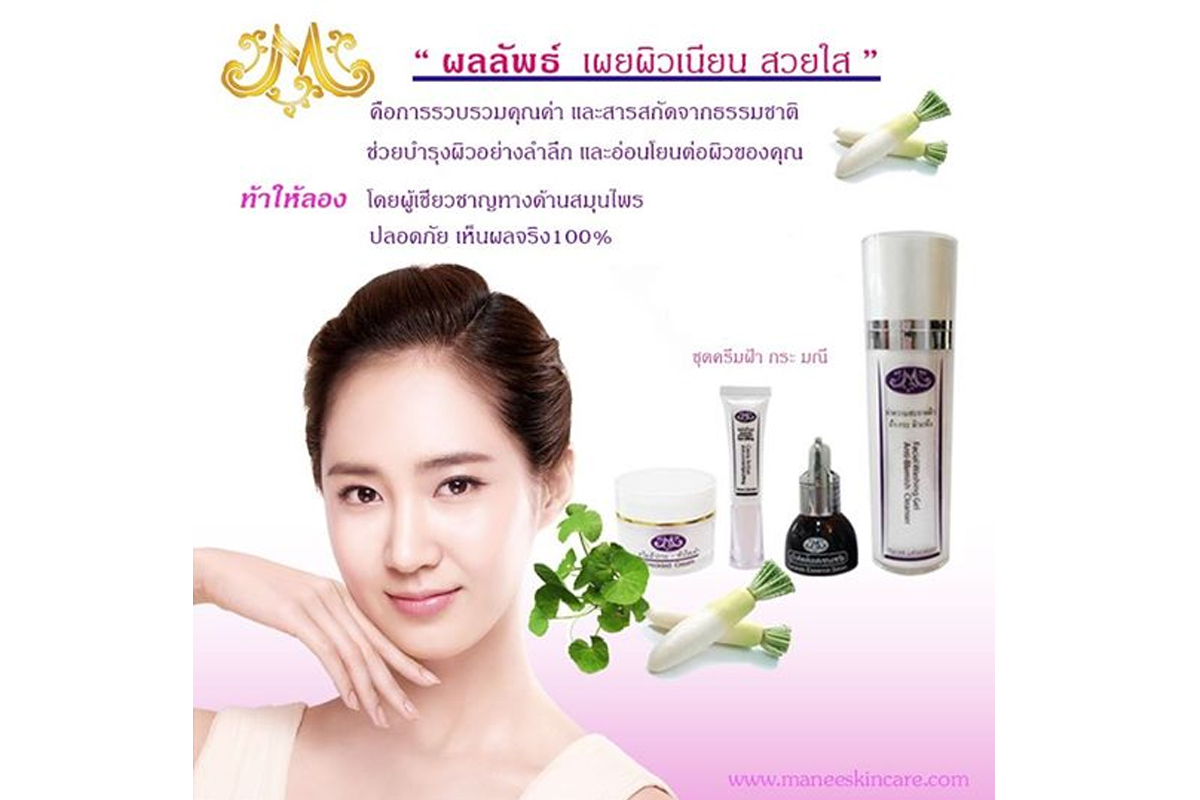 “ ผลลัพธ์ เผยผิวเนียน สวยใส ”
คือการรวบรวมคุณค่า และสารสกัดจากธรรมชาติ
ช่วยบำรุงผิวอย่างล้ำลึก และอ่อนโยนต่อผิวของคุณ
ท้าให้ลอง โดยผู้เชียวชาญทางด้านสมุนไพร
ปลอดภัย เห็นผลจริง100%
ชุดครีมฝ้า กระ มณี
Facial Washing Gel
Anti-Blemish Cleanser
Cream
www.maneeskincare.com